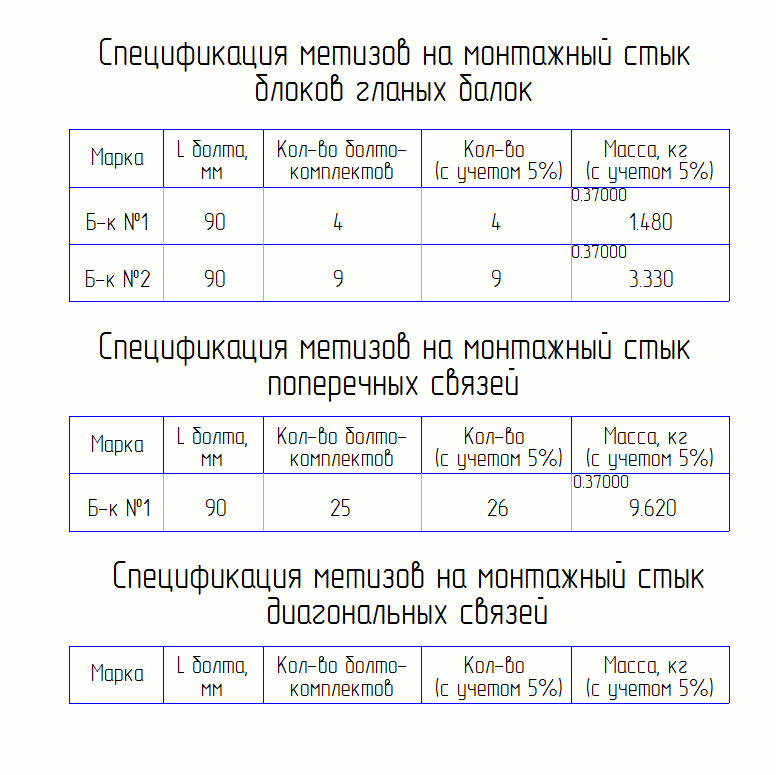 Спецификация метизов на монтажный стык
блоков гланых балок
Марка L болта, мм Кол-во болто-комплектов Кол-во (с учетом 5%) Масса, кг (с учетом 5%)
0.37000
Б-к №1 90 4 4 1.480
0.37000
Б-к №2 90 9 9 3.330
Спецификация метизов на монтажный стык
поперечных связей
Марка L болта, мм Кол-во болто-комплектов Кол-во (с учетом 5%) Масса, кг (с учетом 5%)
0.37000
Б-к №1 90 25 26 9.620
Спецификация метизов на монтажный стык
диагональных связей
Марка L болта, мм Кол-во болто-комплектов Кол-во (с учетом 5%) Масса, кг (с учетом 5%)